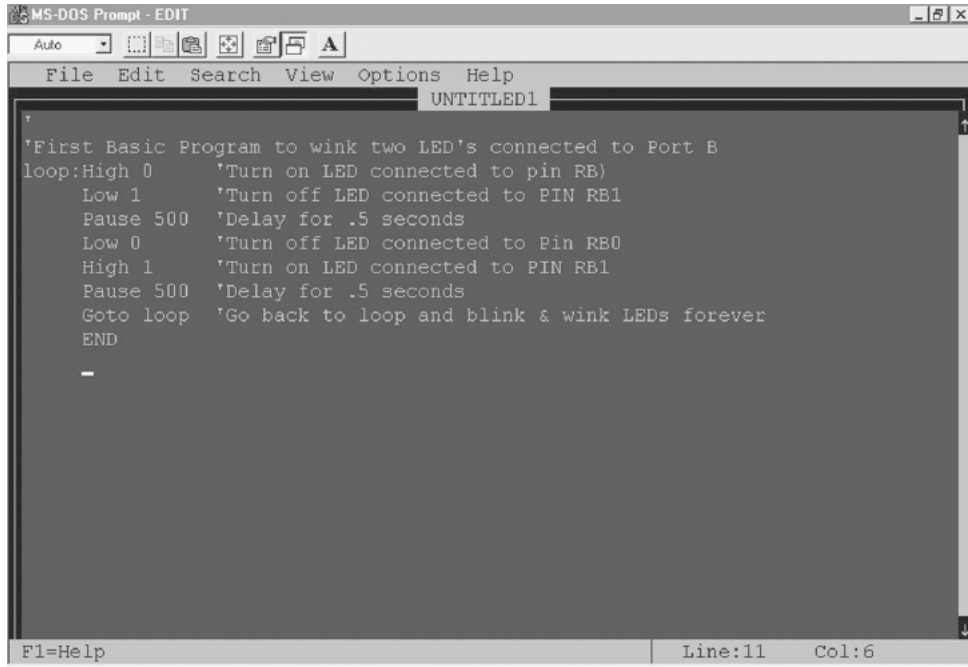 MS-DOS Prompt - EDIT
Auto A
File Edit Search View Options Help
UNTITLED1
'
'First Basic Program to wink two LED's connected to Port B
loop:High 0 'Turn on LED connected to pin RB)
Low 1 'Turn off LED connected to PIN RB1
Pause 500 'Delay for .5 seconds
Low 0 'Turn off LED connected to Pin RB0
High 1 'Turn on LED connected to PIN RB1
Pause 500 'Delay for .5 seconds
Goto loop 'Go back to loop and blink & wink LEDs forever
END
F1=Help Line:11 Col:6